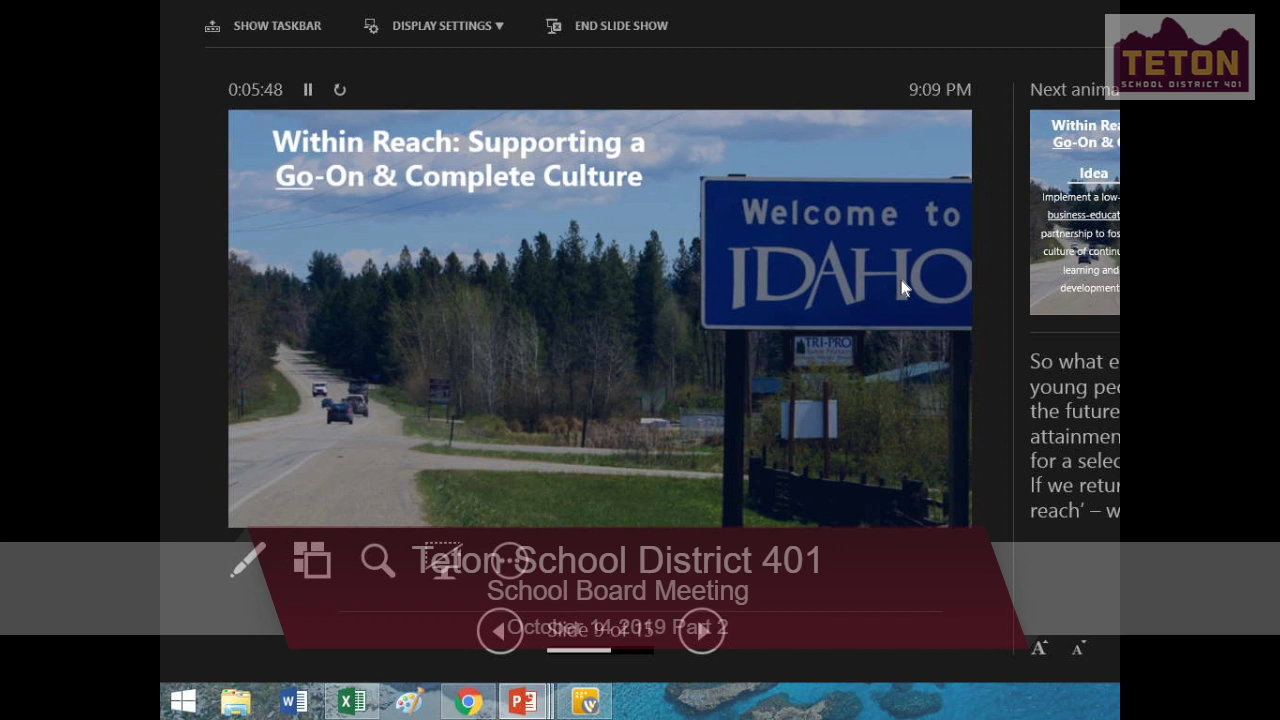 SHOW TASKBAR
DISPLAY SETTINGS ▼
END SLIDE SHOW
TETON
SCHOOL DISTRICT 401
0:05:48
9:09 PM
Next anima
Within Reach: Supporting a
Go-On & Complete Culture
Welcome to
IDAHO
TRI-PRO
Within Rea
Go-On & C
Idea
Implement a low-
business-educat
partnership to fos
culture of continu
learning and
development
So what e
young peo
the future
attainmen
for a selec
If we retur
reach' – w
Teton School District 401
School Board Meeting
October 14 2019 Part 2
Slide 9 of 15
A A